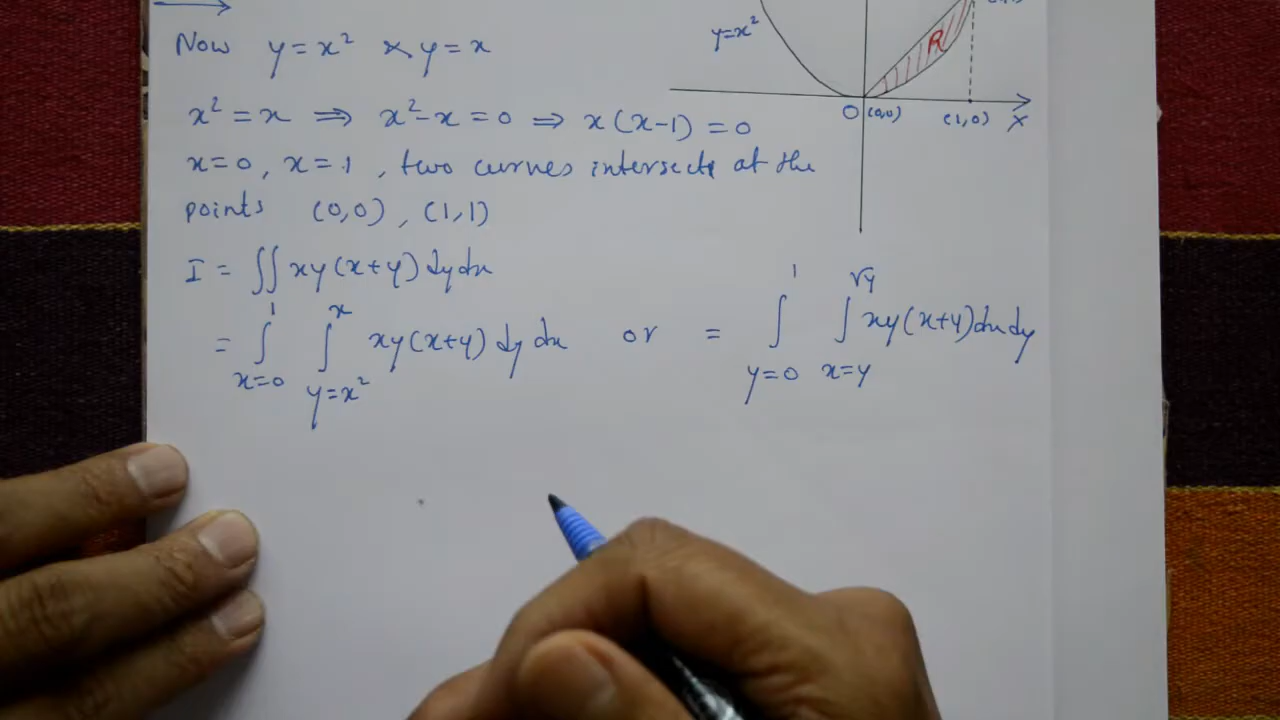 Now y=x² & y=x
x²=x ⇒ x²-x=0 ⇒ x(x-1)=0
x=0, x=1, two curves intersects at the
points (0,0), (1,1)
I = ∬ xy(x+y) dy dx
= ∫_{x=0}^{1} ∫_{y=x²}^{x} xy(x+y) dy dx or = ∫_{y=0}^{1} ∫_{x=y}^{√y} xy(x+y) dx dy
y=x²
R
O (0,0) (1,0) X